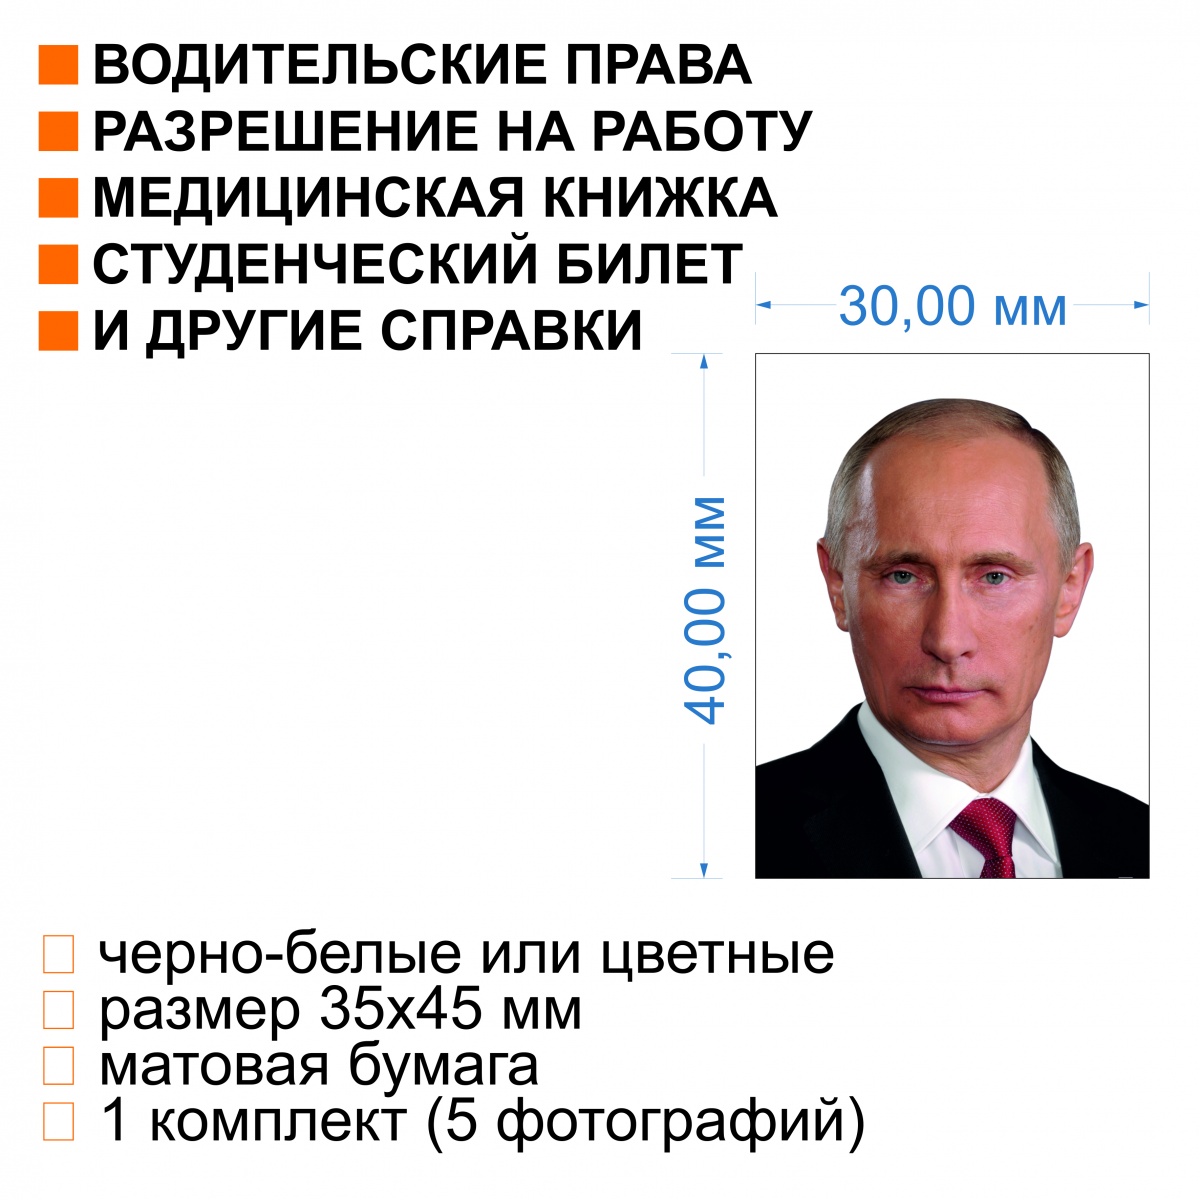 ВОДИТЕЛЬСКИЕ ПРАВА
РАЗРЕШЕНИЕ НА РАБОТУ
МЕДИЦИНСКАЯ КНИЖКА
СТУДЕНЧЕСКИЙ БИЛЕТ
И ДРУГИЕ СПРАВКИ
30,00 мм
40,00 мм
черно-белые или цветные
размер 35х45 мм
матовая бумага
1 комплект (5 фотографий)